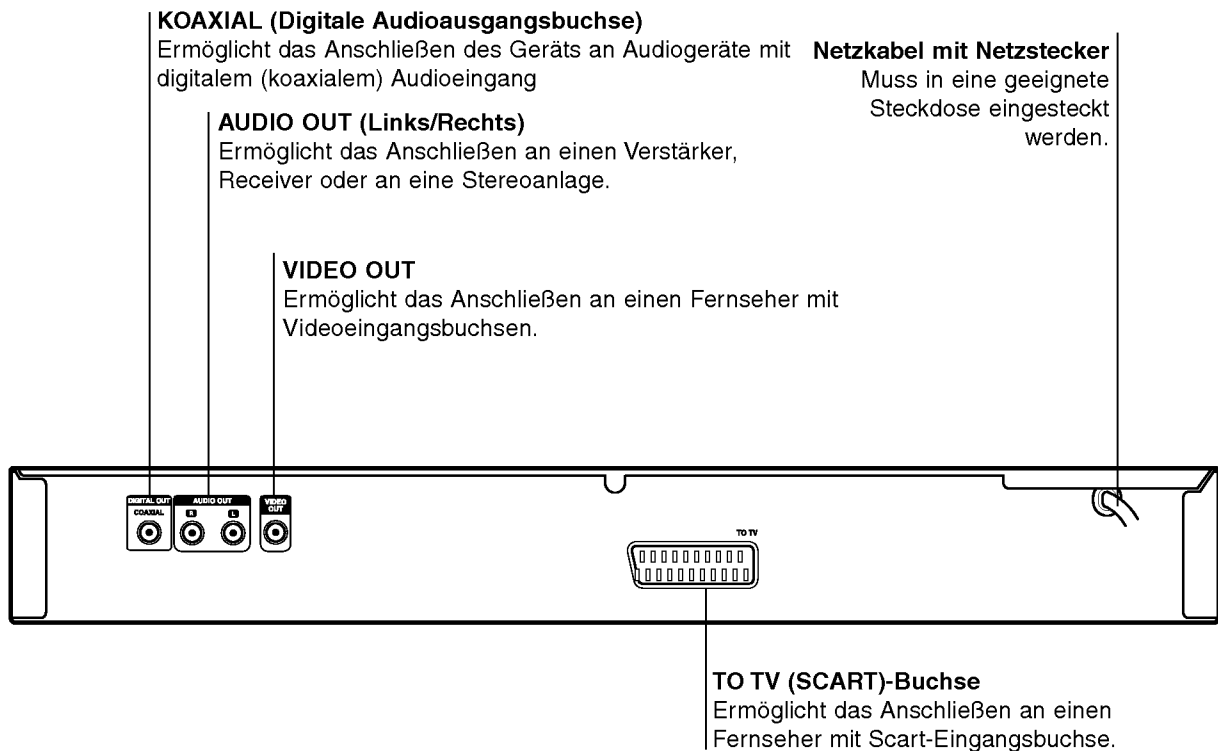 KOAXIAL (Digitale Audioausgangsbuchse)
Ermöglicht das Anschließen des Geräts an Audiogeräte mit
digitalem (koaxialem) Audioeingang
Netzkabel mit Netzstecker
Muss in eine geeignete
Steckdose eingesteckt
werden.
AUDIO OUT (Links/Rechts)
Ermöglicht das Anschließen an einen Verstärker,
Receiver oder an eine Stereoanlage.
VIDEO OUT
Ermöglicht das Anschließen an einen Fernseher mit
Videoeingangsbuchsen.
DIGITAL OUT
COAXIAL
AUDIO OUT
R
L
VIDEO
OUT
TO TV
TO TV (SCART)-Buchse
Ermöglicht das Anschließen an einen
Fernseher mit Scart-Eingangsbuchse.